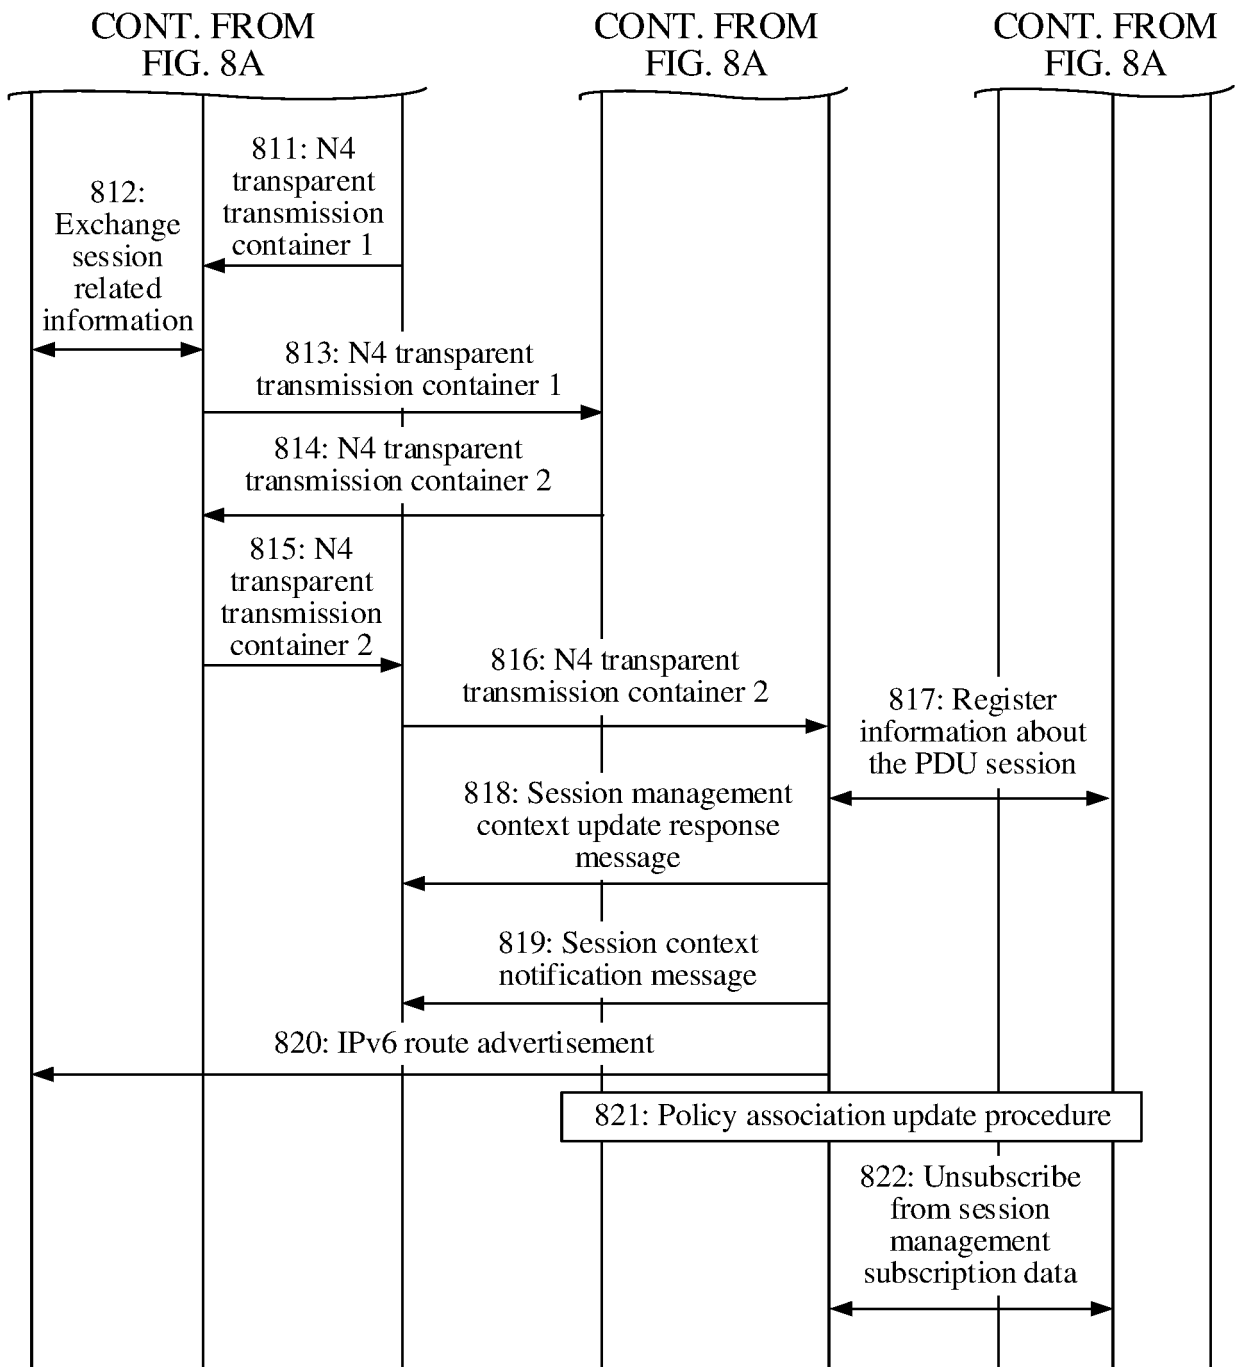 CONT. FROM
FIG. 8A
CONT. FROM
FIG. 8A
CONT. FROM
FIG. 8A
811: N4
transparent
transmission
container 1
812:
Exchange
session
related
information
813: N4 transparent
transmission container 1
814: N4 transparent
transmission container 2
815: N4
transparent
transmission
container 2
816: N4 transparent
transmission container 2
817: Register
information about
the PDU session
818: Session management
context update response
message
819: Session context
notification message
820: IPv6 route advertisement
821: Policy association update procedure
822: Unsubscribe
from session
management
subscription data